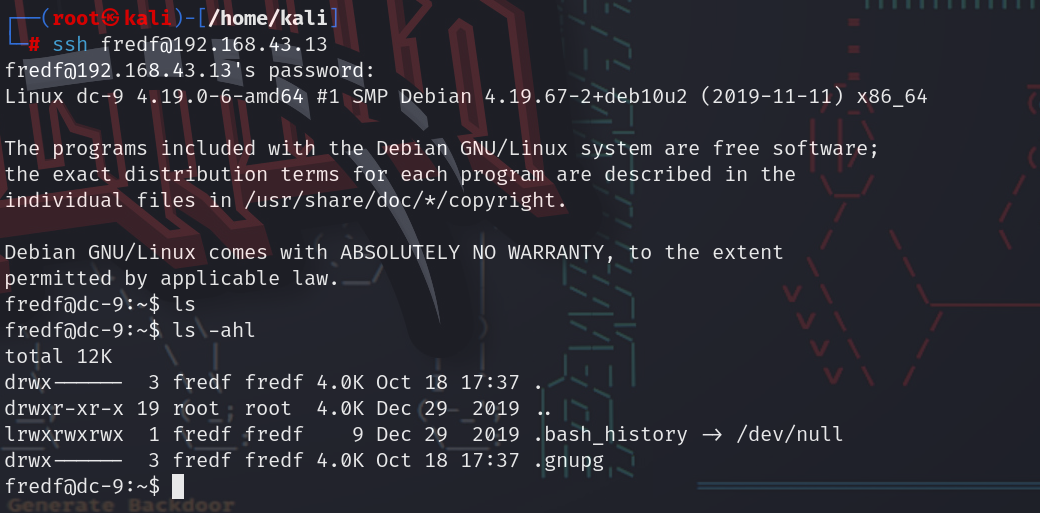 ┌──(root㉿kali)-[/home/kali]
└─# ssh fredf@192.168.43.13
fredf@192.168.43.13's password:
Linux dc-9 4.19.0-6-amd64 #1 SMP Debian 4.19.67-2+deb10u2 (2019-11-11) x86_64
The programs included with the Debian GNU/Linux system are free software;
the exact distribution terms for each program are described in the
individual files in /usr/share/doc/*/copyright.
Debian GNU/Linux comes with ABSOLUTELY NO WARRANTY, to the extent
permitted by applicable law.
fredf@dc-9:~$ ls
fredf@dc-9:~$ ls -ahl
total 12K
drwx------  3 fredf fredf 4.0K Oct 18 17:37 .
drwxr-xr-x 19 root  root  4.0K Dec 29  2019 ..
lrwxrwxrwx  1 fredf fredf    9 Dec 29  2019 .bash_history -> /dev/null
drwx------  3 fredf fredf 4.0K Oct 18 17:37 .gnupg
fredf@dc-9:~$
Generate Backdoor